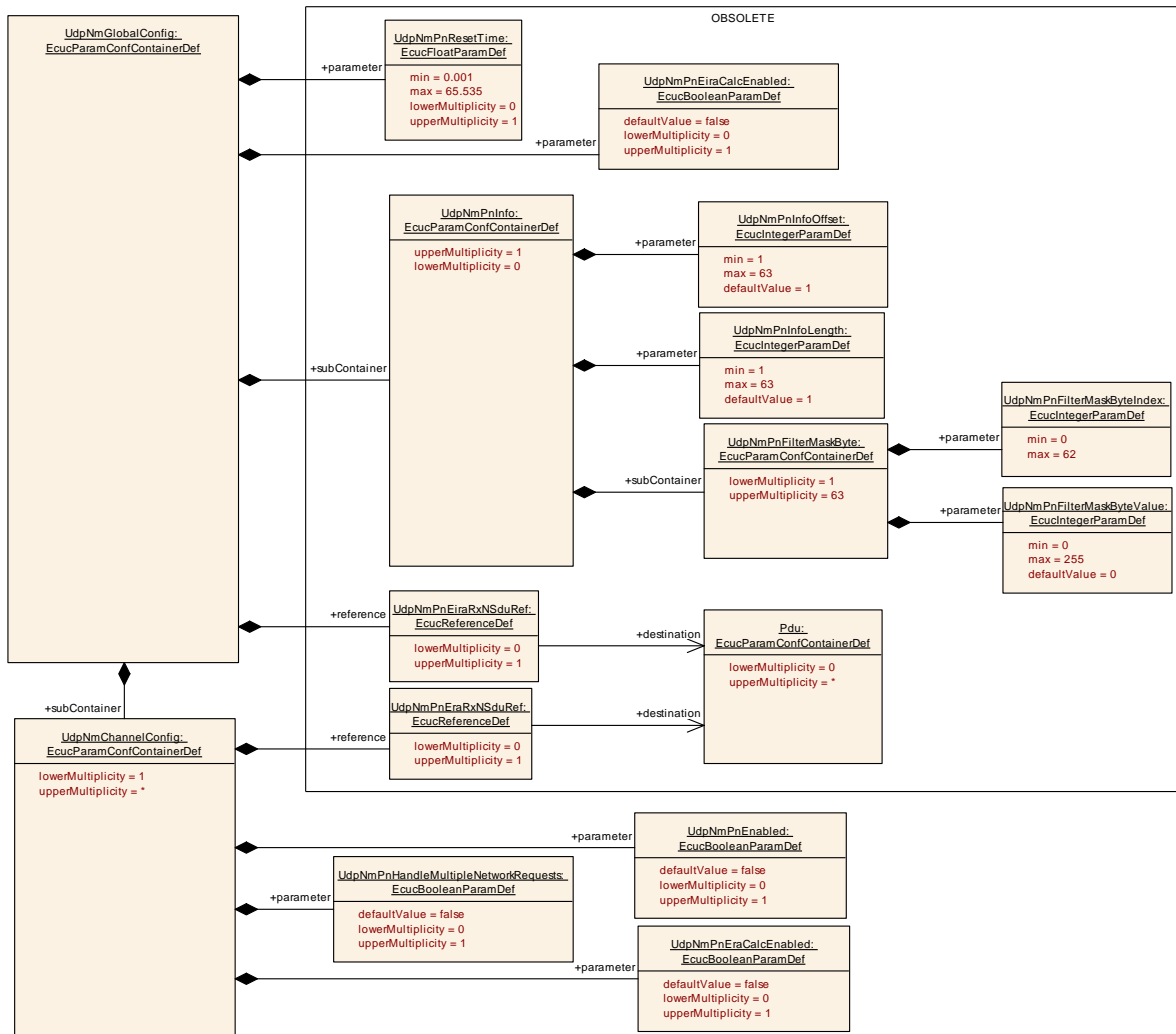 OBSOLETE
UdpNmGlobalConfig:
EcucParamConfContainerDef
+parameter
UdpNmPnResetTime:
EcucFloatParamDef
min = 0.001
max = 65.535
lowerMultiplicity = 0
upperMultiplicity = 1
+parameter
UdpNmPnEiraCalcEnabled:
EcucBooleanParamDef
defaultValue = false
lowerMultiplicity = 0
upperMultiplicity = 1
+subContainer
UdpNmPnInfo:
EcucParamConfContainerDef
upperMultiplicity = 1
lowerMultiplicity = 0
+parameter
UdpNmPnInfoOffset:
EcucIntegerParamDef
min = 1
max = 63
defaultValue = 1
+parameter
UdpNmPnInfoLength:
EcucIntegerParamDef
min = 1
max = 63
defaultValue = 1
+subContainer
UdpNmPnFilterMaskByte:
EcucParamConfContainerDef
lowerMultiplicity = 1
upperMultiplicity = 63
+parameter
UdpNmPnFilterMaskByteIndex:
EcucIntegerParamDef
min = 0
max = 62
+parameter
UdpNmPnFilterMaskByteValue:
EcucIntegerParamDef
min = 0
max = 255
defaultValue = 0
+reference
UdpNmPnEiraRxNSduRef:
EcucReferenceDef
lowerMultiplicity = 0
upperMultiplicity = 1
+destination
Pdu:
EcucParamConfContainerDef
lowerMultiplicity = 0
upperMultiplicity = *
+subContainer
UdpNmChannelConfig:
EcucParamConfContainerDef
lowerMultiplicity = 1
upperMultiplicity = *
+reference
UdpNmPnEraRxNSduRef:
EcucReferenceDef
lowerMultiplicity = 0
upperMultiplicity = 1
+destination
+parameter
UdpNmPnEnabled:
EcucBooleanParamDef
defaultValue = false
lowerMultiplicity = 0
upperMultiplicity = 1
+parameter
UdpNmPnHandleMultipleNetworkRequests:
EcucBooleanParamDef
defaultValue = false
lowerMultiplicity = 0
upperMultiplicity = 1
+parameter
UdpNmPnEraCalcEnabled:
EcucBooleanParamDef
defaultValue = false
lowerMultiplicity = 0
upperMultiplicity = 1